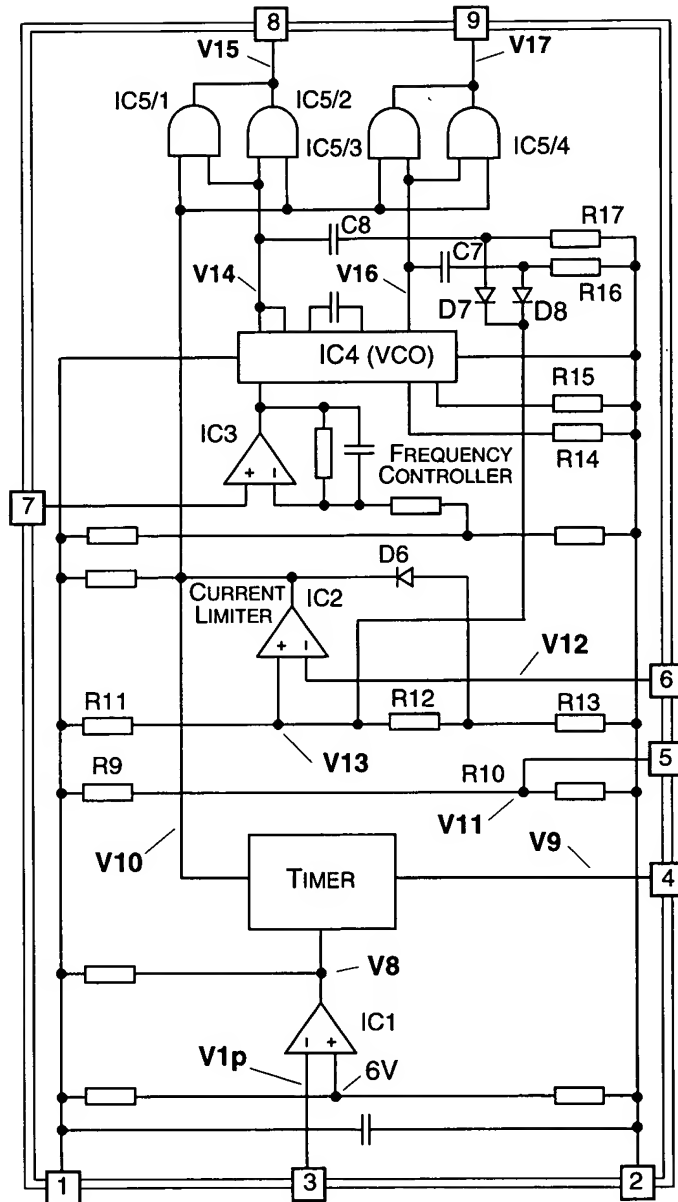 8
9
V15
V17
IC5/1
IC5/2
IC5/3
IC5/4
C8
R17
C7
V14
V16
R16
D7
D8
IC4 (VCO)
R15
IC3
R14
FREQUENCY
CONTROLLER
7
D6
CURRENT
LIMITER
IC2
+
–
V12
6
R11
R12
R13
V13
5
R9
R10
V11
V10
V9
TIMER
4
V8
IC1
V1p
–
+
6V
1
3
2